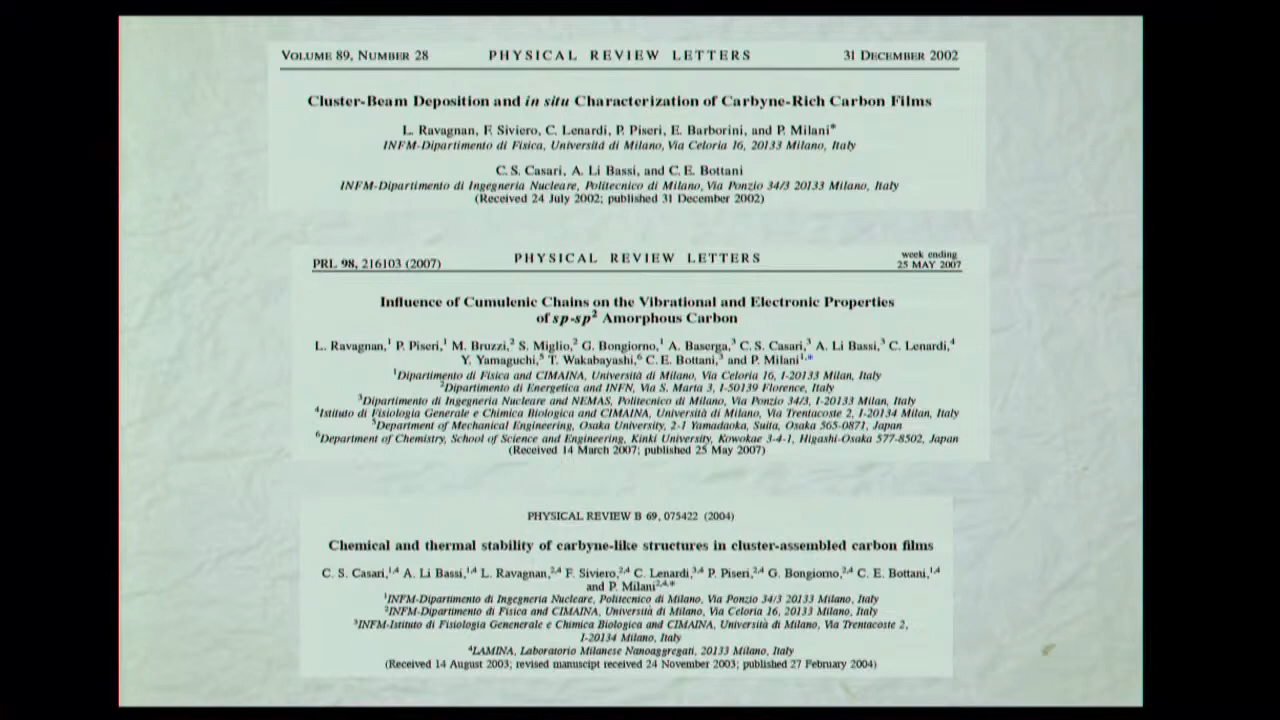 VOLUME 89, NUMBER 28 PHYSICAL REVIEW LETTERS 31 DECEMBER 2002
Cluster-Beam Deposition and in situ Characterization of Carbyne-Rich Carbon Films
L. Ravagnan, F. Siviero, C. Lenardi, P. Piseri, E. Barborini, and P. Milani*
INFM-Dipartimento di Fisica, Universitá di Milano, Via Celoria 16, 20133 Milano, Italy
C. S. Casari, A. Li Bassi, and C. E. Bottani
INFM-Dipartimento di Ingegneria Nucleare, Politecnico di Milano, Via Ponzio 34/3 20133 Milano, Italy
(Received 24 July 2002; published 31 December 2002)
PRL 98, 216103 (2007) PHYSICAL REVIEW LETTERS week ending
25 MAY 2007
Influence of Cumulenic Chains on the Vibrational and Electronic Properties
of sp-sp² Amorphous Carbon
L. Ravagnan,¹ P. Piseri,¹ M. Bruzzi,² S. Miglio,² G. Bongiorno,¹ A. Baserga,³ C. S. Casari,³ A. Li Bassi,³ C. Lenardi,⁴
Y. Yamaguchi,⁵ T. Wakabayashi,⁶ C. E. Bottani,³ and P. Milani¹,*
¹Dipartimento di Fisica and CIMAINA, Università di Milano, Via Celoria 16, I-20133 Milan, Italy
²Dipartimento di Energetica and INFN, Via S. Marta 3, I-50139 Florence, Italy
³Dipartimento di Ingegneria Nucleare and NEMAS, Politecnico di Milano, Via Ponzio 34/3, I-20133 Milan, Italy
⁴Istituto di Fisiologia Generale e Chimica Biologica and CIMAINA, Università di Milano, Via Trentacoste 2, I-20134 Milan, Italy
⁵Department of Mechanical Engineering, Osaka University, 2-1 Yamadaoka, Suita, Osaka 565-0871, Japan
⁶Department of Chemistry, School of Science and Engineering, Kinki University, Kowokae 3-4-1, Higashi-Osaka 577-8502, Japan
(Received 14 March 2007; published 25 May 2007)
PHYSICAL REVIEW B 69, 075422 (2004)
Chemical and thermal stability of carbyne-like structures in cluster-assembled carbon films
C. S. Casari,¹,⁴ A. Li Bassi,¹,⁴ L. Ravagnan,²,⁴ F. Siviero,²,⁴ C. Lenardi,³,⁴ P. Piseri,²,⁴ G. Bongiorno,²,⁴ C. E. Bottani,¹,⁴
and P. Milani²,⁴,*
¹INFM-Dipartimento di Ingegneria Nucleare, Politecnico di Milano, Via Ponzio 34/3 20133 Milano, Italy
²INFM-Dipartimento di Fisica and CIMAINA, Università di Milano, Via Celoria 16, 20133 Milano, Italy
³INFM-Istituto di Fisiologia Genenerale e Chimica Biologica and CIMAINA, Università di Milano, Via Trentacoste 2,
I-20134 Milano, Italy
⁴LAMINA, Laboratorio Milanese Nanoaggregati, 20133 Milano, Italy
(Received 14 August 2003; revised manuscipt received 24 November 2003; published 27 February 2004)